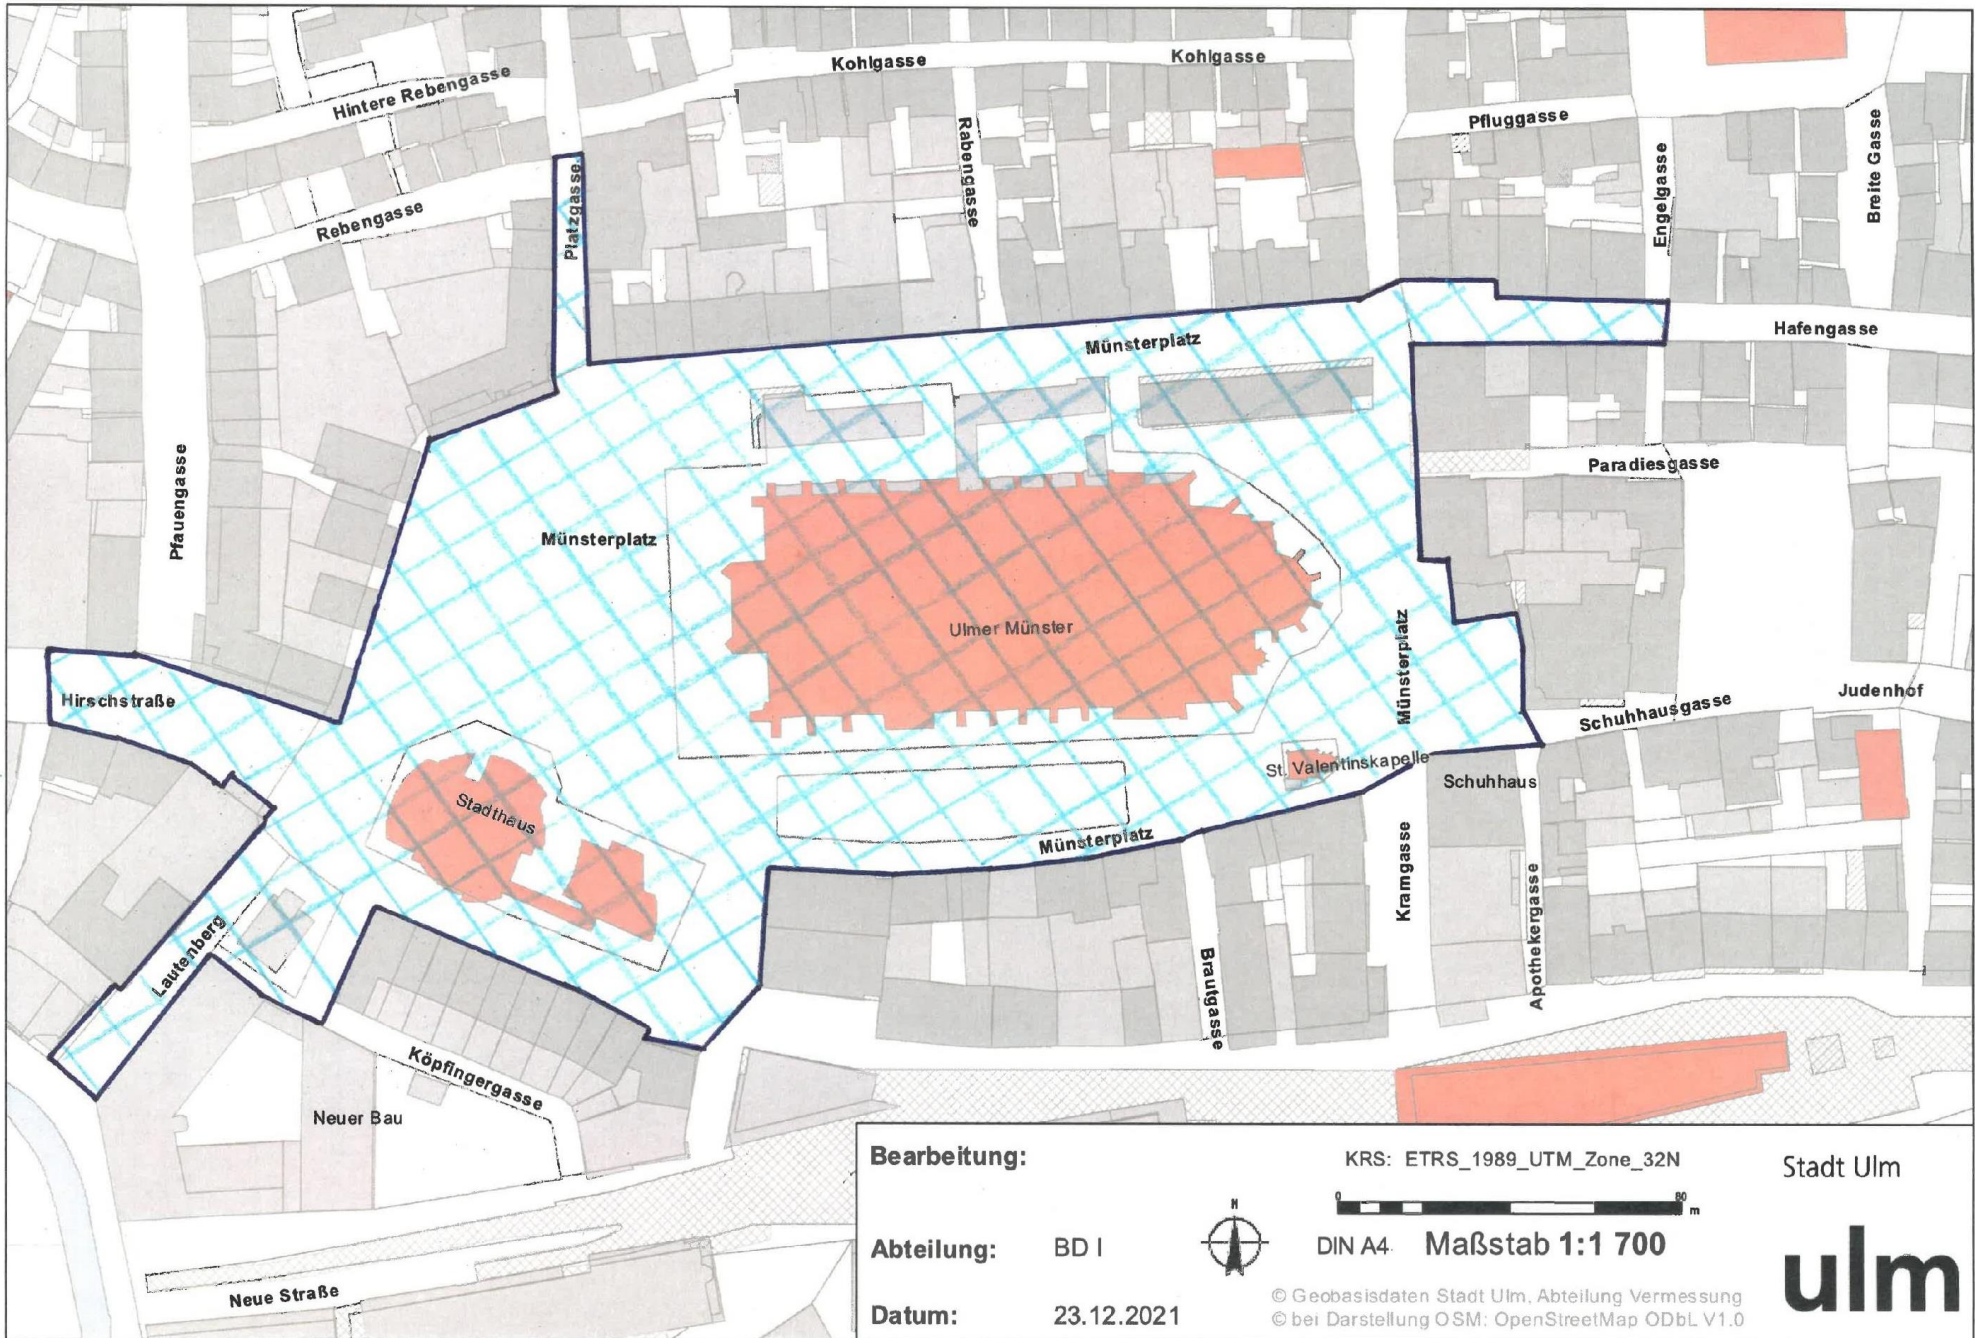 Kohlgasse
Kohlgasse
Hintere Rebengasse
Pfluggasse
Rabengasse
Breite Gasse
Engelgasse
Platzgasse
Rebengasse
Hafengasse
Münsterplatz
Paradiesgasse
Pfauengasse
Münsterplatz
Ulmer Münster
Münsterplatz
Judenhof
Hirschstraße
Schuhhausgasse
St. Valentinskapelle
Schuhhaus
Stadthaus
Münsterplatz
Kramgasse
Apothekergasse
Lautenberg
Brautgasse
Köpfingergasse
Neuer Bau
Neue Straße
Bearbeitung:
KRS: ETRS_1989_UTM_Zone_32N
Stadt Ulm
0 80 m
N
Abteilung: BD I
DIN A4 Maßstab 1:1 700
ulm
Datum: 23.12.2021
© Geobasisdaten Stadt Ulm, Abteilung Vermessung
© bei Darstellung OSM: OpenStreetMap ODbL V1.0